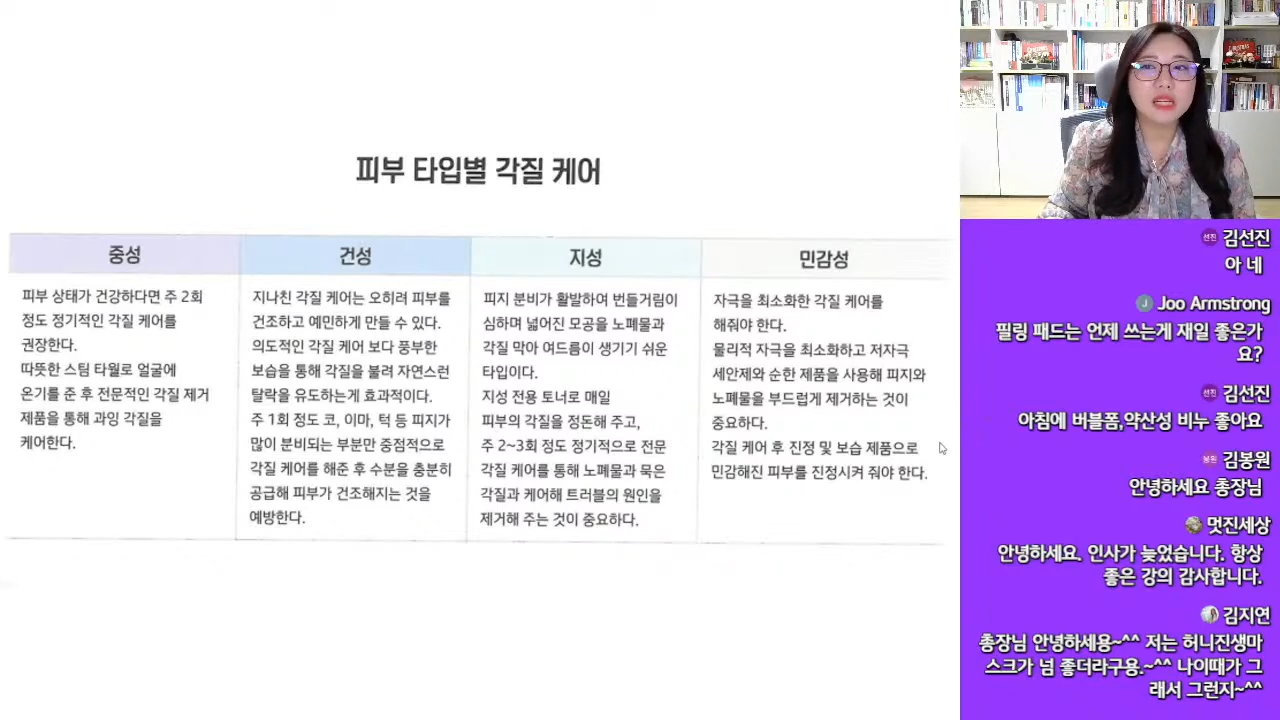 피부 타입별 각질 케어
중성
피부 상태가 건강하다면 주 2회
정도 정기적인 각질 케어를
권장한다.
따뜻한 스팀 타월로 얼굴에
온기를 준 후 전문적인 각질 제거
제품을 통해 과잉 각질을
케어한다.
건성
지나친 각질 케어는 오히려 피부를
건조하고 예민하게 만들 수 있다.
의도적인 각질 케어 보다 풍부한
보습을 통해 각질을 불려 자연스런
탈락을 유도하는게 효과적이다.
주 1회 정도 코, 이마, 턱 등 피지가
많이 분비되는 부분만 중점적으로
각질 케어를 해준 후 수분을 충분히
공급해 피부가 건조해지는 것을
예방한다.
지성
피지 분비가 활발하여 번들거림이
심하며 넓어진 모공을 노폐물과
각질 막아 여드름이 생기기 쉬운
타입이다.
지성 전용 토너로 매일
피부의 각질을 정돈해 주고,
주 2~3회 정도 정기적으로 전문
각질 케어를 통해 노폐물과 묵은
각질과 케어해 트러블의 원인을
제거해 주는 것이 중요하다.
민감성
자극을 최소화한 각질 케어를
해줘야 한다.
물리적 자극을 최소화하고 저자극
세안제와 순한 제품을 사용해 피지와
노폐물을 부드럽게 제거하는 것이
중요하다.
각질 케어 후 진정 및 보습 제품으로
민감해진 피부를 진정시켜 줘야 한다.
선진 김선진
아 네
J Joo Armstrong
필링 패드는 언제 쓰는게 재일 좋은가
요?
선진 김선진
아침에 버블폼,약산성 비누 좋아요
봉원 김봉원
안녕하세요 총장님
멋진세상
안녕하세요. 인사가 늦었습니다. 항상
좋은 강의 감사합니다.
김지연
총장님 안녕하세용~^^ 저는 허니진생마
스크가 넘 좋더라구용.~^^ 나이때가 그
래서 그런지~^^